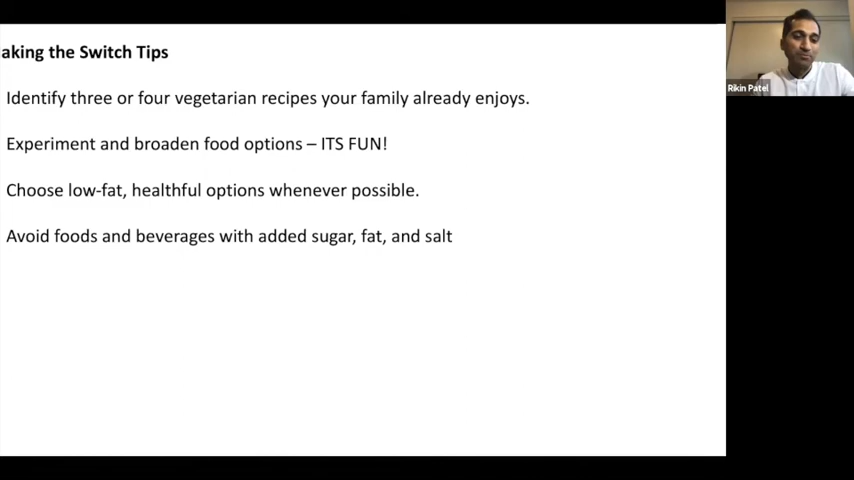 aking the Switch Tips
Identify three or four vegetarian recipes your family already enjoys.
Experiment and broaden food options – ITS FUN!
Choose low-fat, healthful options whenever possible.
Avoid foods and beverages with added sugar, fat, and salt
Rikin Patel